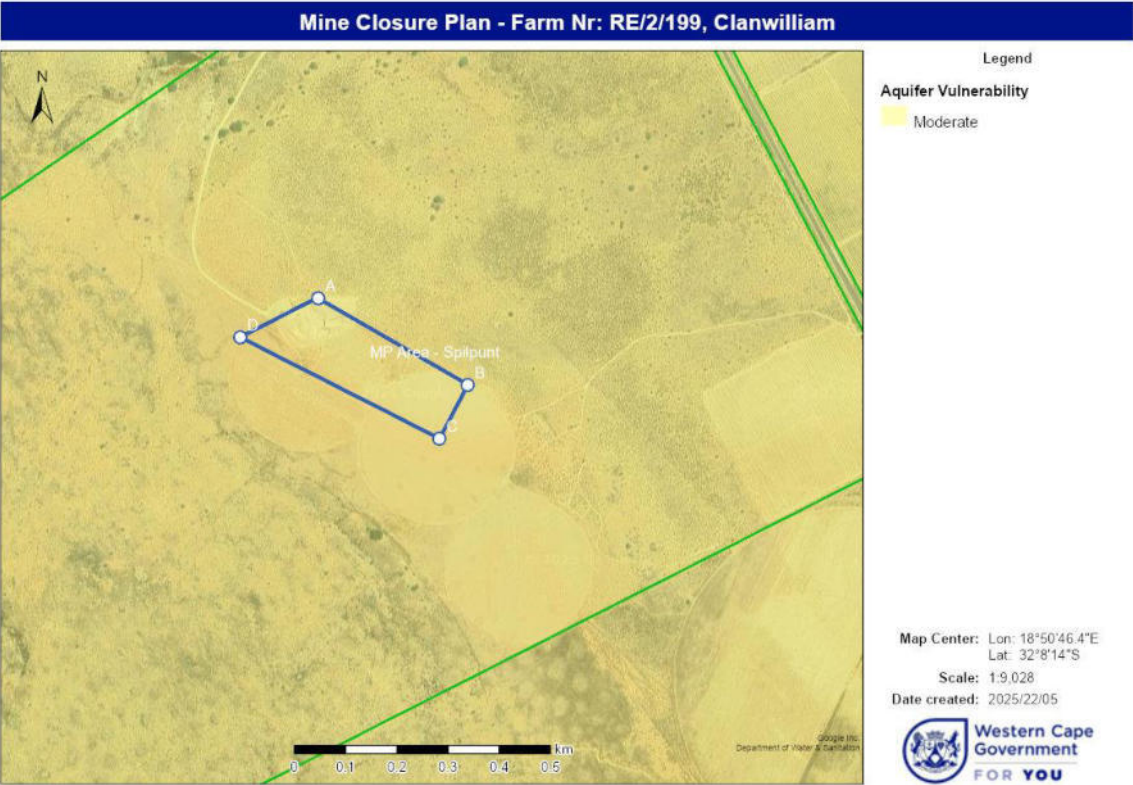 Mine Closure Plan - Farm Nr: RE/2/199, Clanwilliam
N
Legend
Aquifer Vulnerability
Moderate
A
D
MP Area - Spilpunt
B
C
Map Center: Lon: 18°50'46.4"E
Lat: 32°8'14"S
Scale: 1:9,028
Date created: 2025/22/05
Google Inc.
Department of Water & Sanitation
km
0 0.1 0.2 0.3 0.4 0.5
Western Cape
Government
FOR YOU